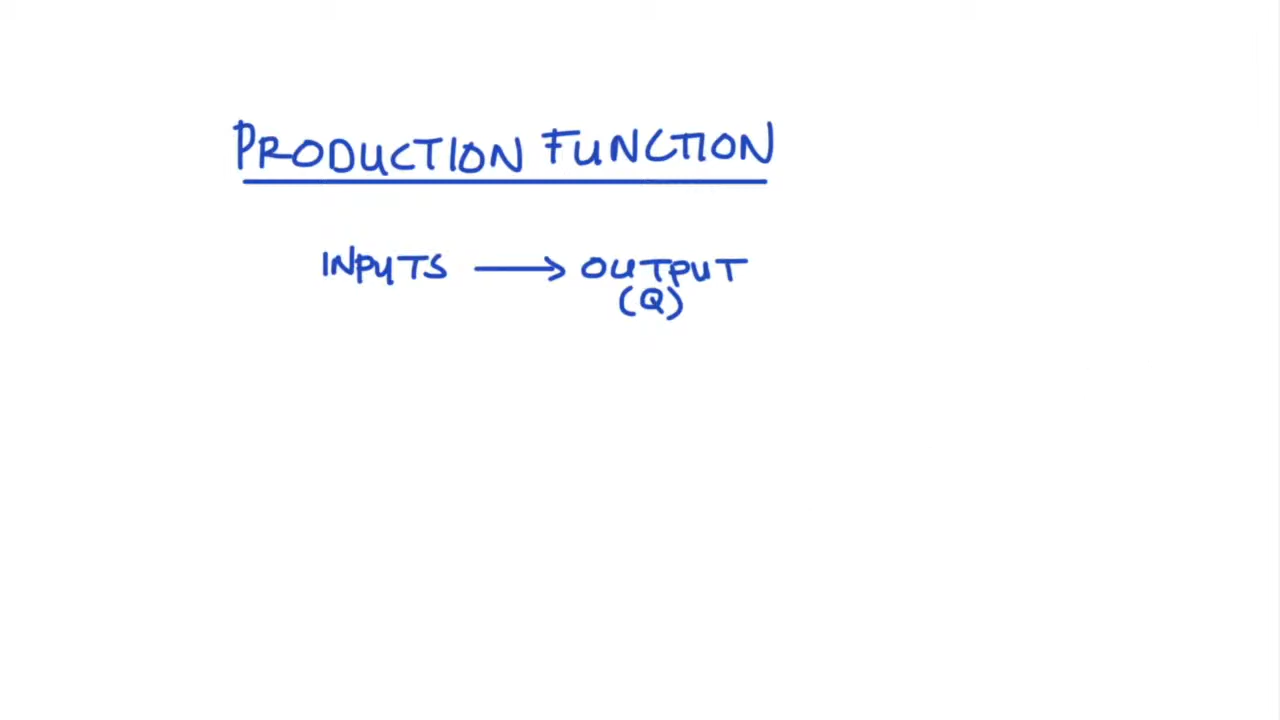 PRODUCTION FUNCTION
INPUTS → OUTPUT
(Q)